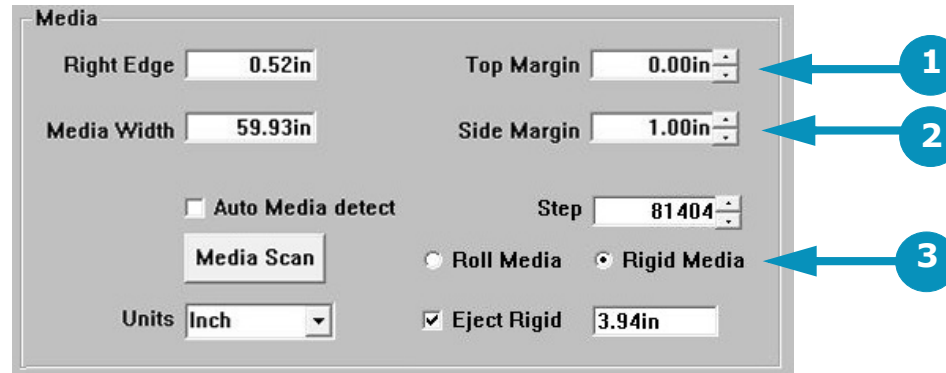 Media
Right Edge 0.52in Top Margin 0.00in 1
Media Width 59.93in Side Margin 1.00in 2
Auto Media detect Step 81404
Media Scan Roll Media Rigid Media 3
Units Inch Eject Rigid 3.94in